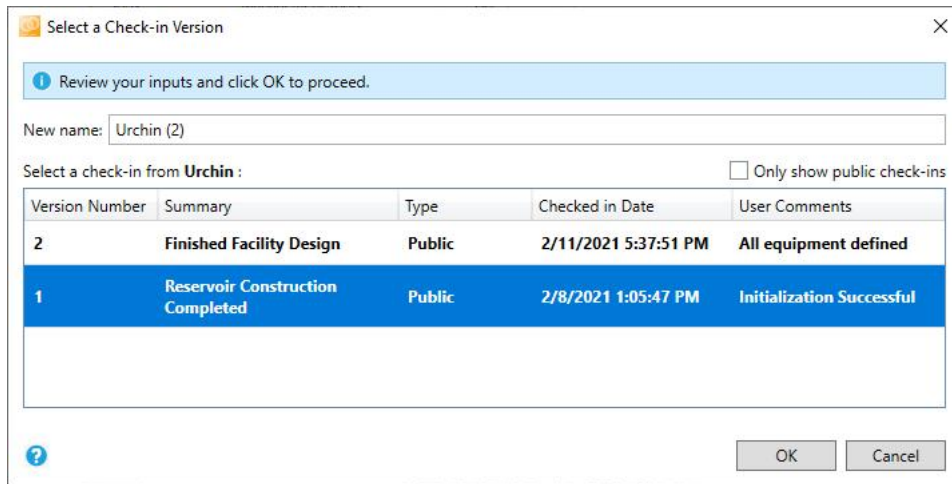 Select a Check-in Version
Review your inputs and click OK to proceed.
New name: Urchin (2)
Select a check-in from Urchin : Only show public check-ins
Version Number Summary Type Checked in Date User Comments
2 Finished Facility Design Public 2/11/2021 5:37:51 PM All equipment defined
Reservoir Construction
1 Public 2/8/2021 1:05:47 PM Initialization Successful
Completed
OK Cancel